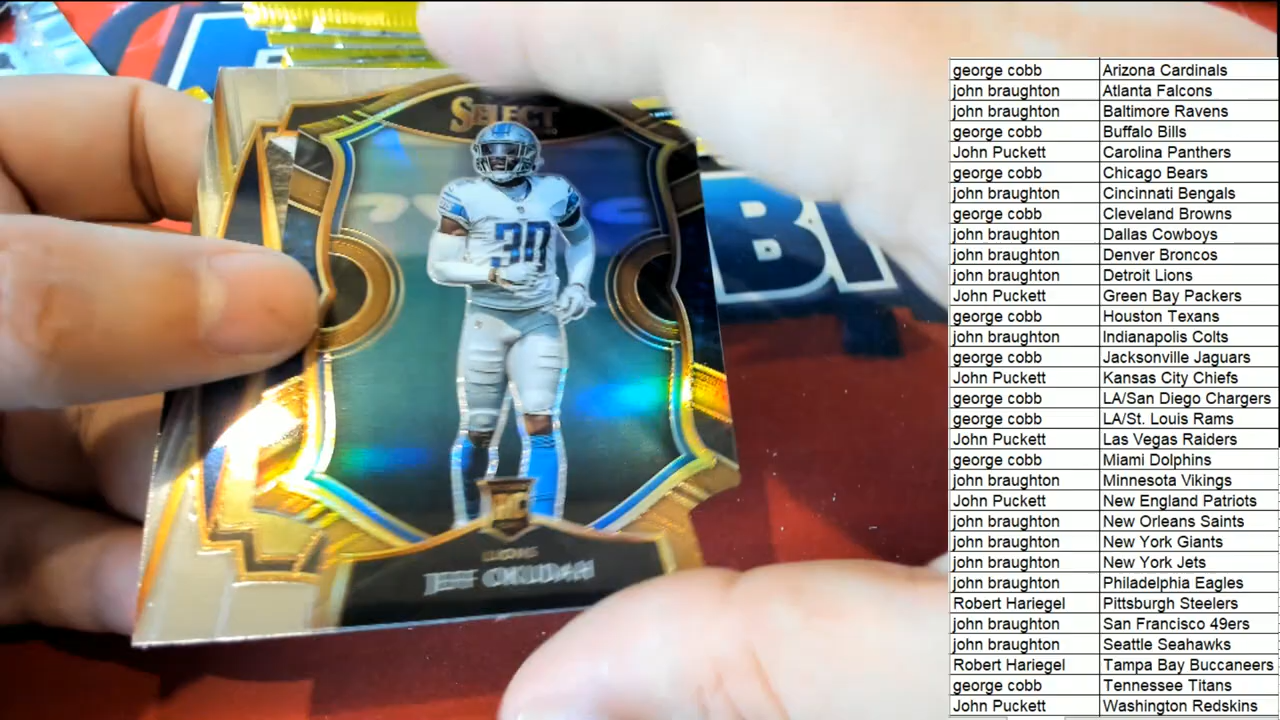 SELECT
30
RC
LIONS
JEFF OKUDAH
BI
george cobb Arizona Cardinals
john braughton Atlanta Falcons
john braughton Baltimore Ravens
george cobb Buffalo Bills
John Puckett Carolina Panthers
george cobb Chicago Bears
john braughton Cincinnati Bengals
george cobb Cleveland Browns
john braughton Dallas Cowboys
john braughton Denver Broncos
john braughton Detroit Lions
John Puckett Green Bay Packers
george cobb Houston Texans
john braughton Indianapolis Colts
george cobb Jacksonville Jaguars
John Puckett Kansas City Chiefs
george cobb LA/San Diego Chargers
george cobb LA/St. Louis Rams
John Puckett Las Vegas Raiders
george cobb Miami Dolphins
john braughton Minnesota Vikings
John Puckett New England Patriots
john braughton New Orleans Saints
john braughton New York Giants
john braughton New York Jets
john braughton Philadelphia Eagles
Robert Hariegel Pittsburgh Steelers
john braughton San Francisco 49ers
john braughton Seattle Seahawks
Robert Hariegel Tampa Bay Buccaneers
george cobb Tennessee Titans
John Puckett Washington Redskins